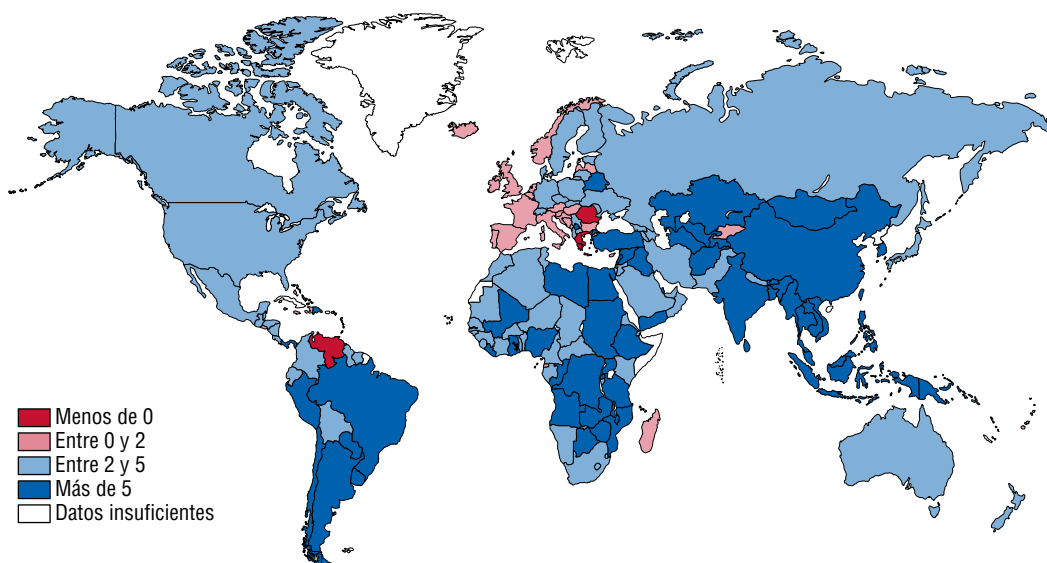 Menos de 0
Entre 0 y 2
Entre 2 y 5
Más de 5
Datos insuficientes